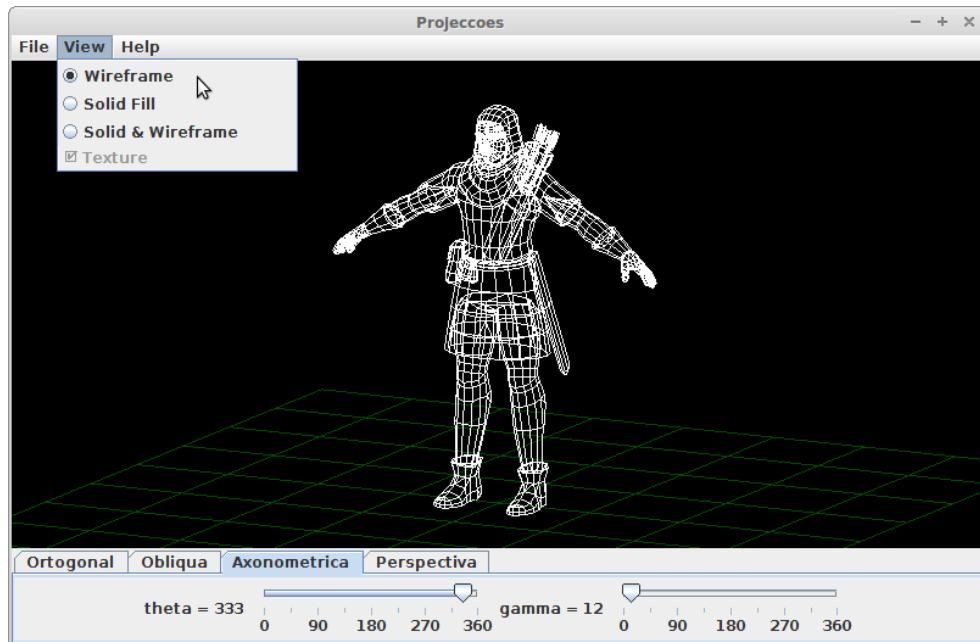 Projeccoes
File View Help
Wireframe
Solid Fill
Solid & Wireframe
Texture
Ortogonal Obliqua Axonometrica Perspectiva
theta = 333 gamma = 12
0 90 180 270 360 0 90 180 270 360